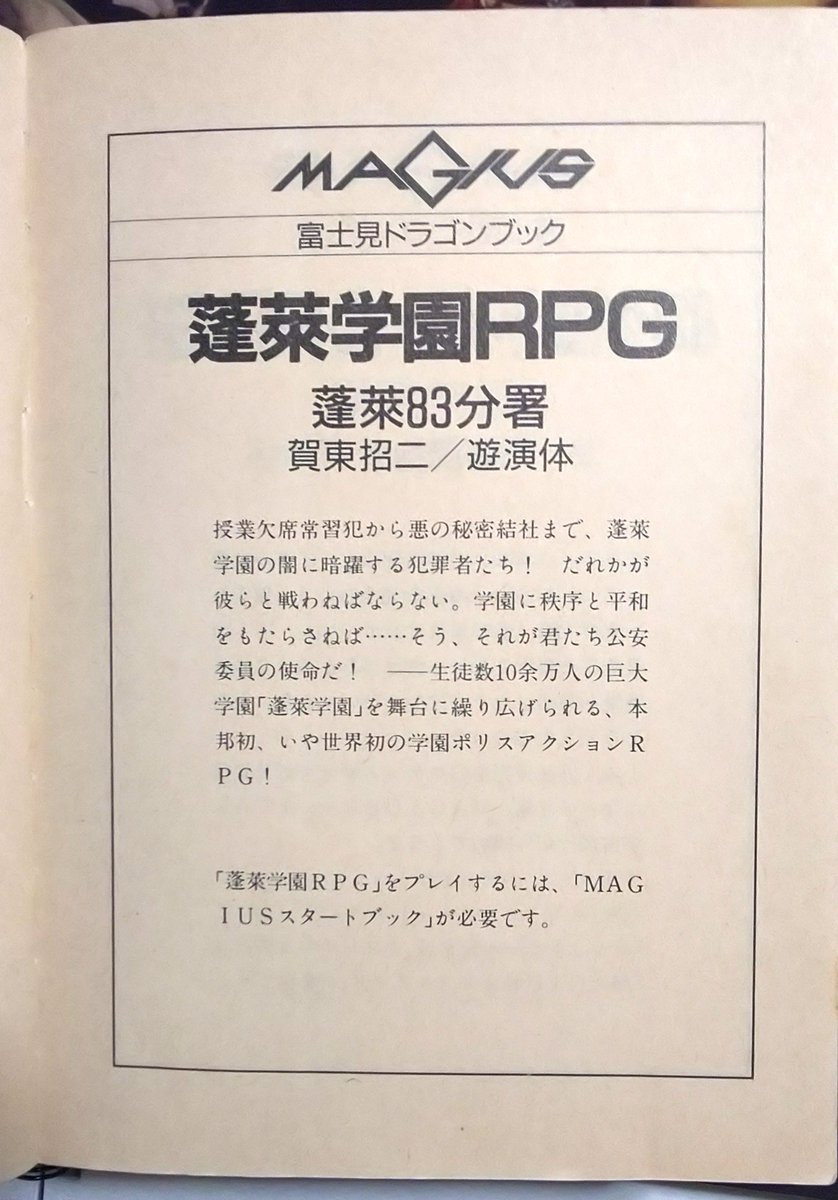 MAGIUS
富士見ドラゴンブック
蓬萊学園RPG
蓬萊83分署
賀東招二／遊演体
授業欠席常習犯から悪の秘密結社まで、蓬萊
学園の闇に暗躍する犯罪者たち！　だれかが
彼らと戦わねばならない。学園に秩序と平和
をもたらさねば……そう、それが君たち公安
委員の使命だ！　――生徒数10余万人の巨大
学園「蓬萊学園」を舞台に繰り広げられる、本
邦初、いや世界初の学園ポリスアクションＲ
ＰＧ！
「蓬萊学園ＲＰＧ」をプレイするには、「ＭＡＧ
ＩＵＳスタートブック」が必要です。